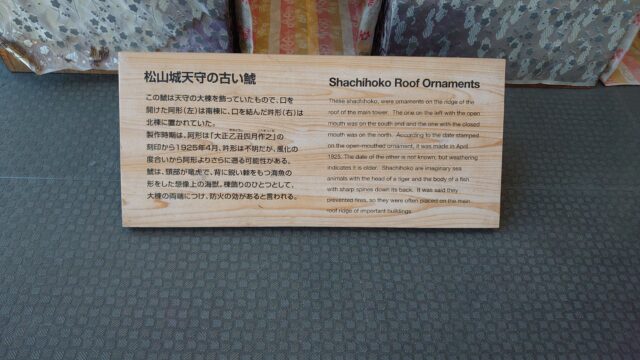 松山城天守の古い鯱
この鯱は天守の大棟を飾っていたもので、口を
開けた阿形（左）は南棟に、口を結んだ吽形（右）は
北棟に置かれていた。
製作時期は、阿形は「大正乙丑四月作之」の
刻印から1925年4月、吽形は不明だが、風化の
度合いから阿形よりさらに遡る可能性がある。
鯱は、頭部が竜虎で、背に鋭い棘をもつ海魚の
形をした想像上の海獣。棟飾りのひとつとして、
大棟の両端につけ、防火の効があると言われる。
Shachihoko Roof Ornaments
These shachihoko, were ornaments on the ridge of the
roof of the main tower. The one on the left with the open
mouth was on the south end and the one with the closed
mouth was on the north. According to the date stamped
on the open-mouthed ornament, it was made in April
1925. The date of the other is not known, but weathering
indicates it is older. Shachihoko are imaginary sea
animals with the head of a tiger and the body of a fish
with sharp spines down its back. It was said they
prevented fires, so they were often placed on the main
roof ridge of important buildings.